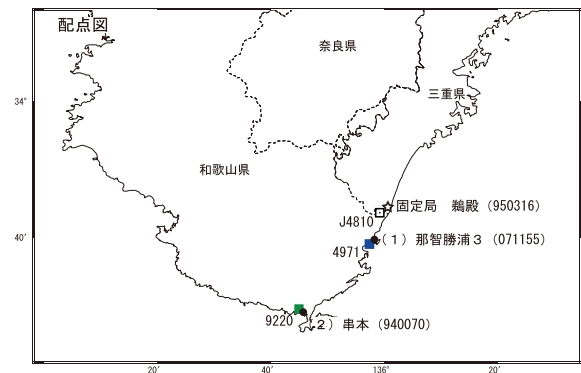 配点図
奈良県
三重県
34°
和歌山県
固定局　鵜殿（950316）
J4810
40′
（１）那智勝浦３（071155）
4971
9220
２）串本（940070）
20′
40′
136°
20′